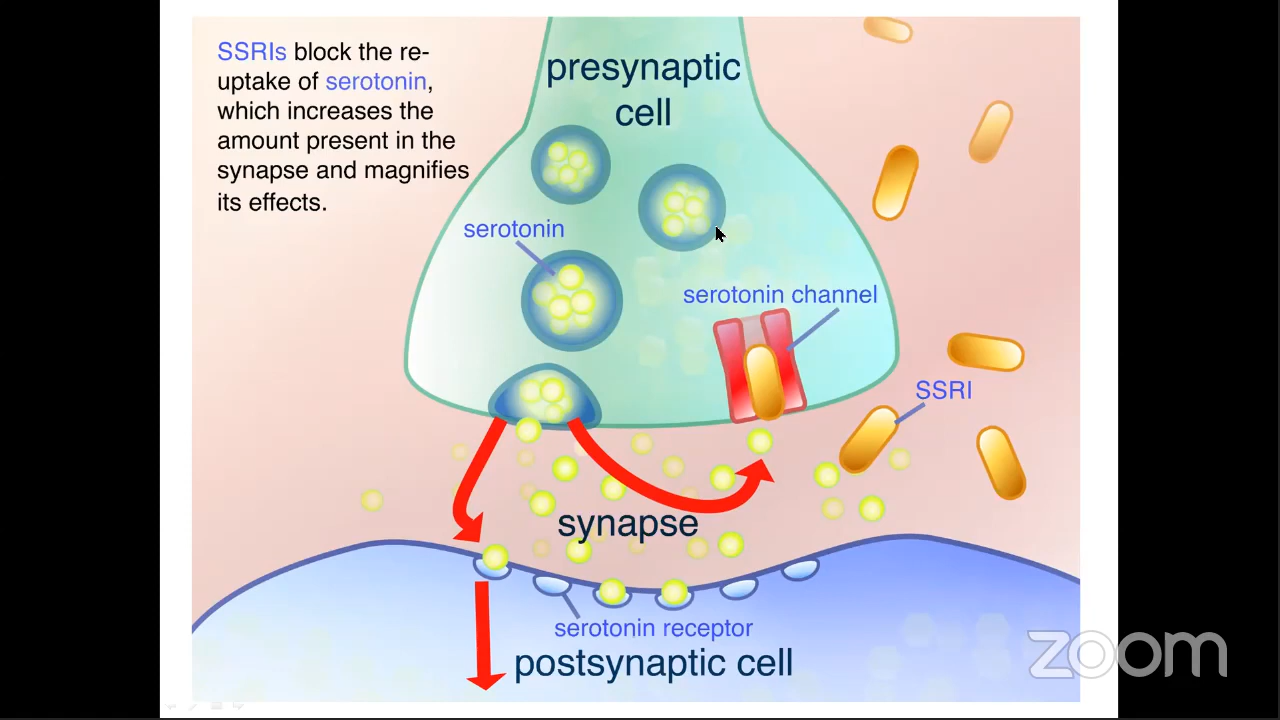 SSRIs block the re-
uptake of serotonin,
which increases the
amount present in the
synapse and magnifies
its effects.
presynaptic
cell
serotonin
serotonin channel
SSRI
synapse
serotonin receptor
postsynaptic cell
zoom